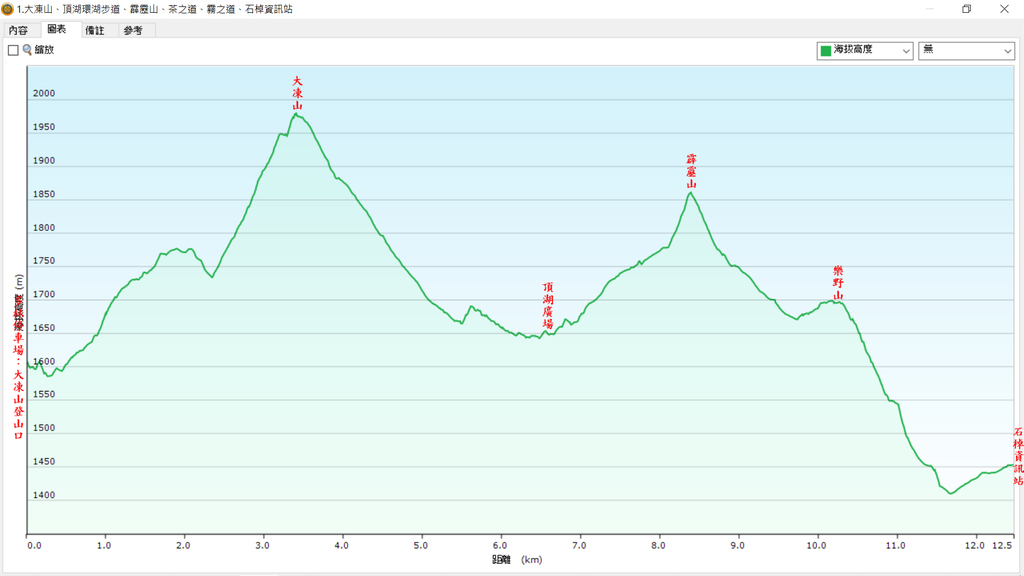 1.大凍山、頂湖環湖步道、霹靂山、茶之道、霧之道、石棹資訊站
內容 圖表 備註 參考
縮放
海拔高度 無
大凍山
霹靂山
樂野山
頂湖廣場
車場:大凍山登山口
石棹資訊站
2000
1950
1900
1850
1800
1750
1700
1650
1600
1550
1500
1450
1400
(m)
0.0 1.0 2.0 3.0 4.0 5.0 6.0 7.0 8.0 9.0 10.0 11.0 12.0 12.5
距離 (km)